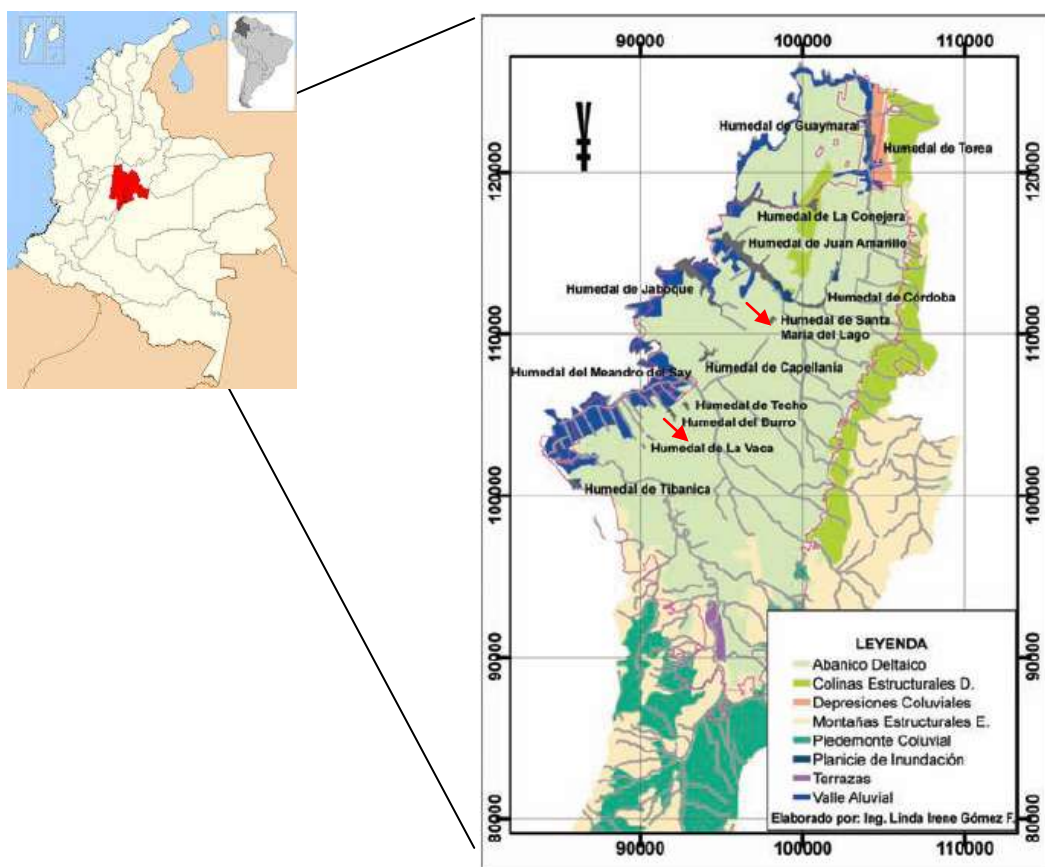 90000 100000 110000
Humedal de Guaymaral
Humedal de Torca
120000 120000
Humedal de La Conejera
Humedal de Juan Amarillo
Humedal de Jaboque
Humedal de Córdoba
Humedal de Santa
María del Lago
110000 110000
Humedal de Capellanía
Humedal del Meandro del Say
Humedal de Techo
Humedal del Burro
Humedal de La Vaca
Humedal de Tibanica
100000 100000
LEYENDA
Abanico Deltaico
Colinas Estructurales D.
Depresiones Coluviales
Montañas Estructurales E.
Piedemonte Coluvial
Planicie de Inundación
Terrazas
Valle Aluvial
Elaborado por: Ing. Linda Irene Gómez F.
90000 90000
80000 80000
90000 100000 110000